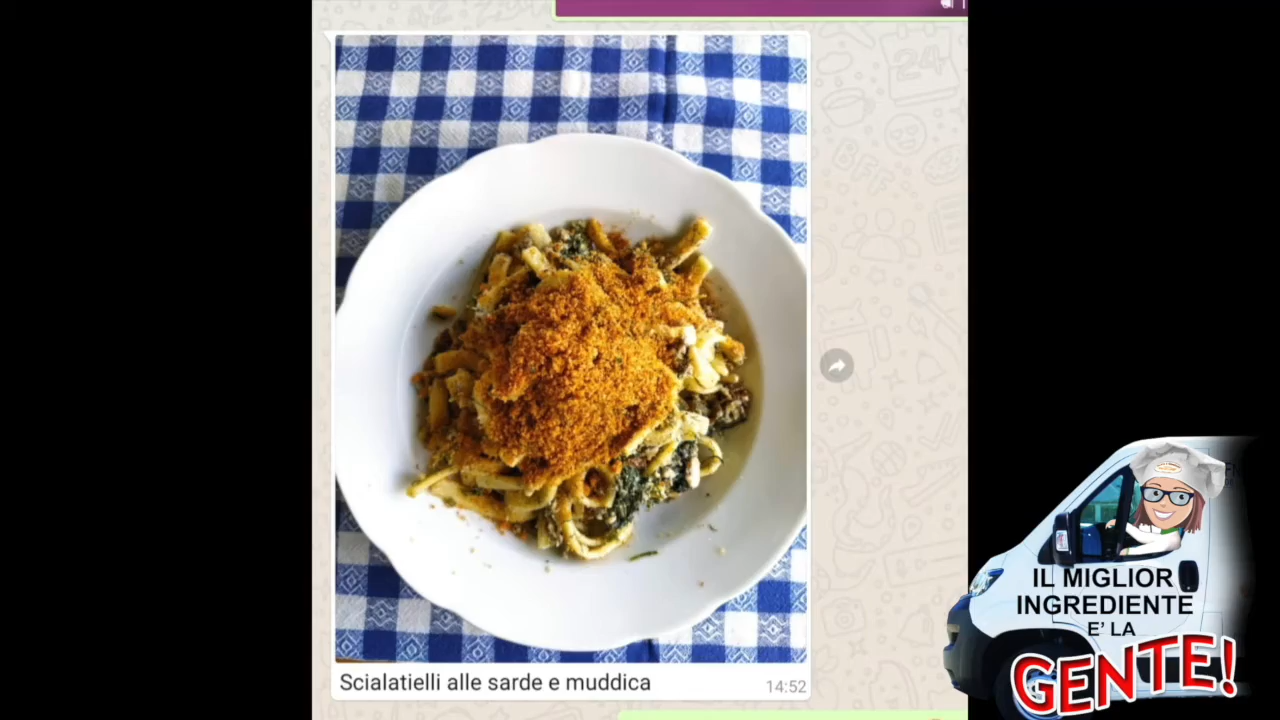 Scialatielli alle sarde e muddica
14:52
IL MIGLIOR
INGREDIENTE
E' LA
GENTE!